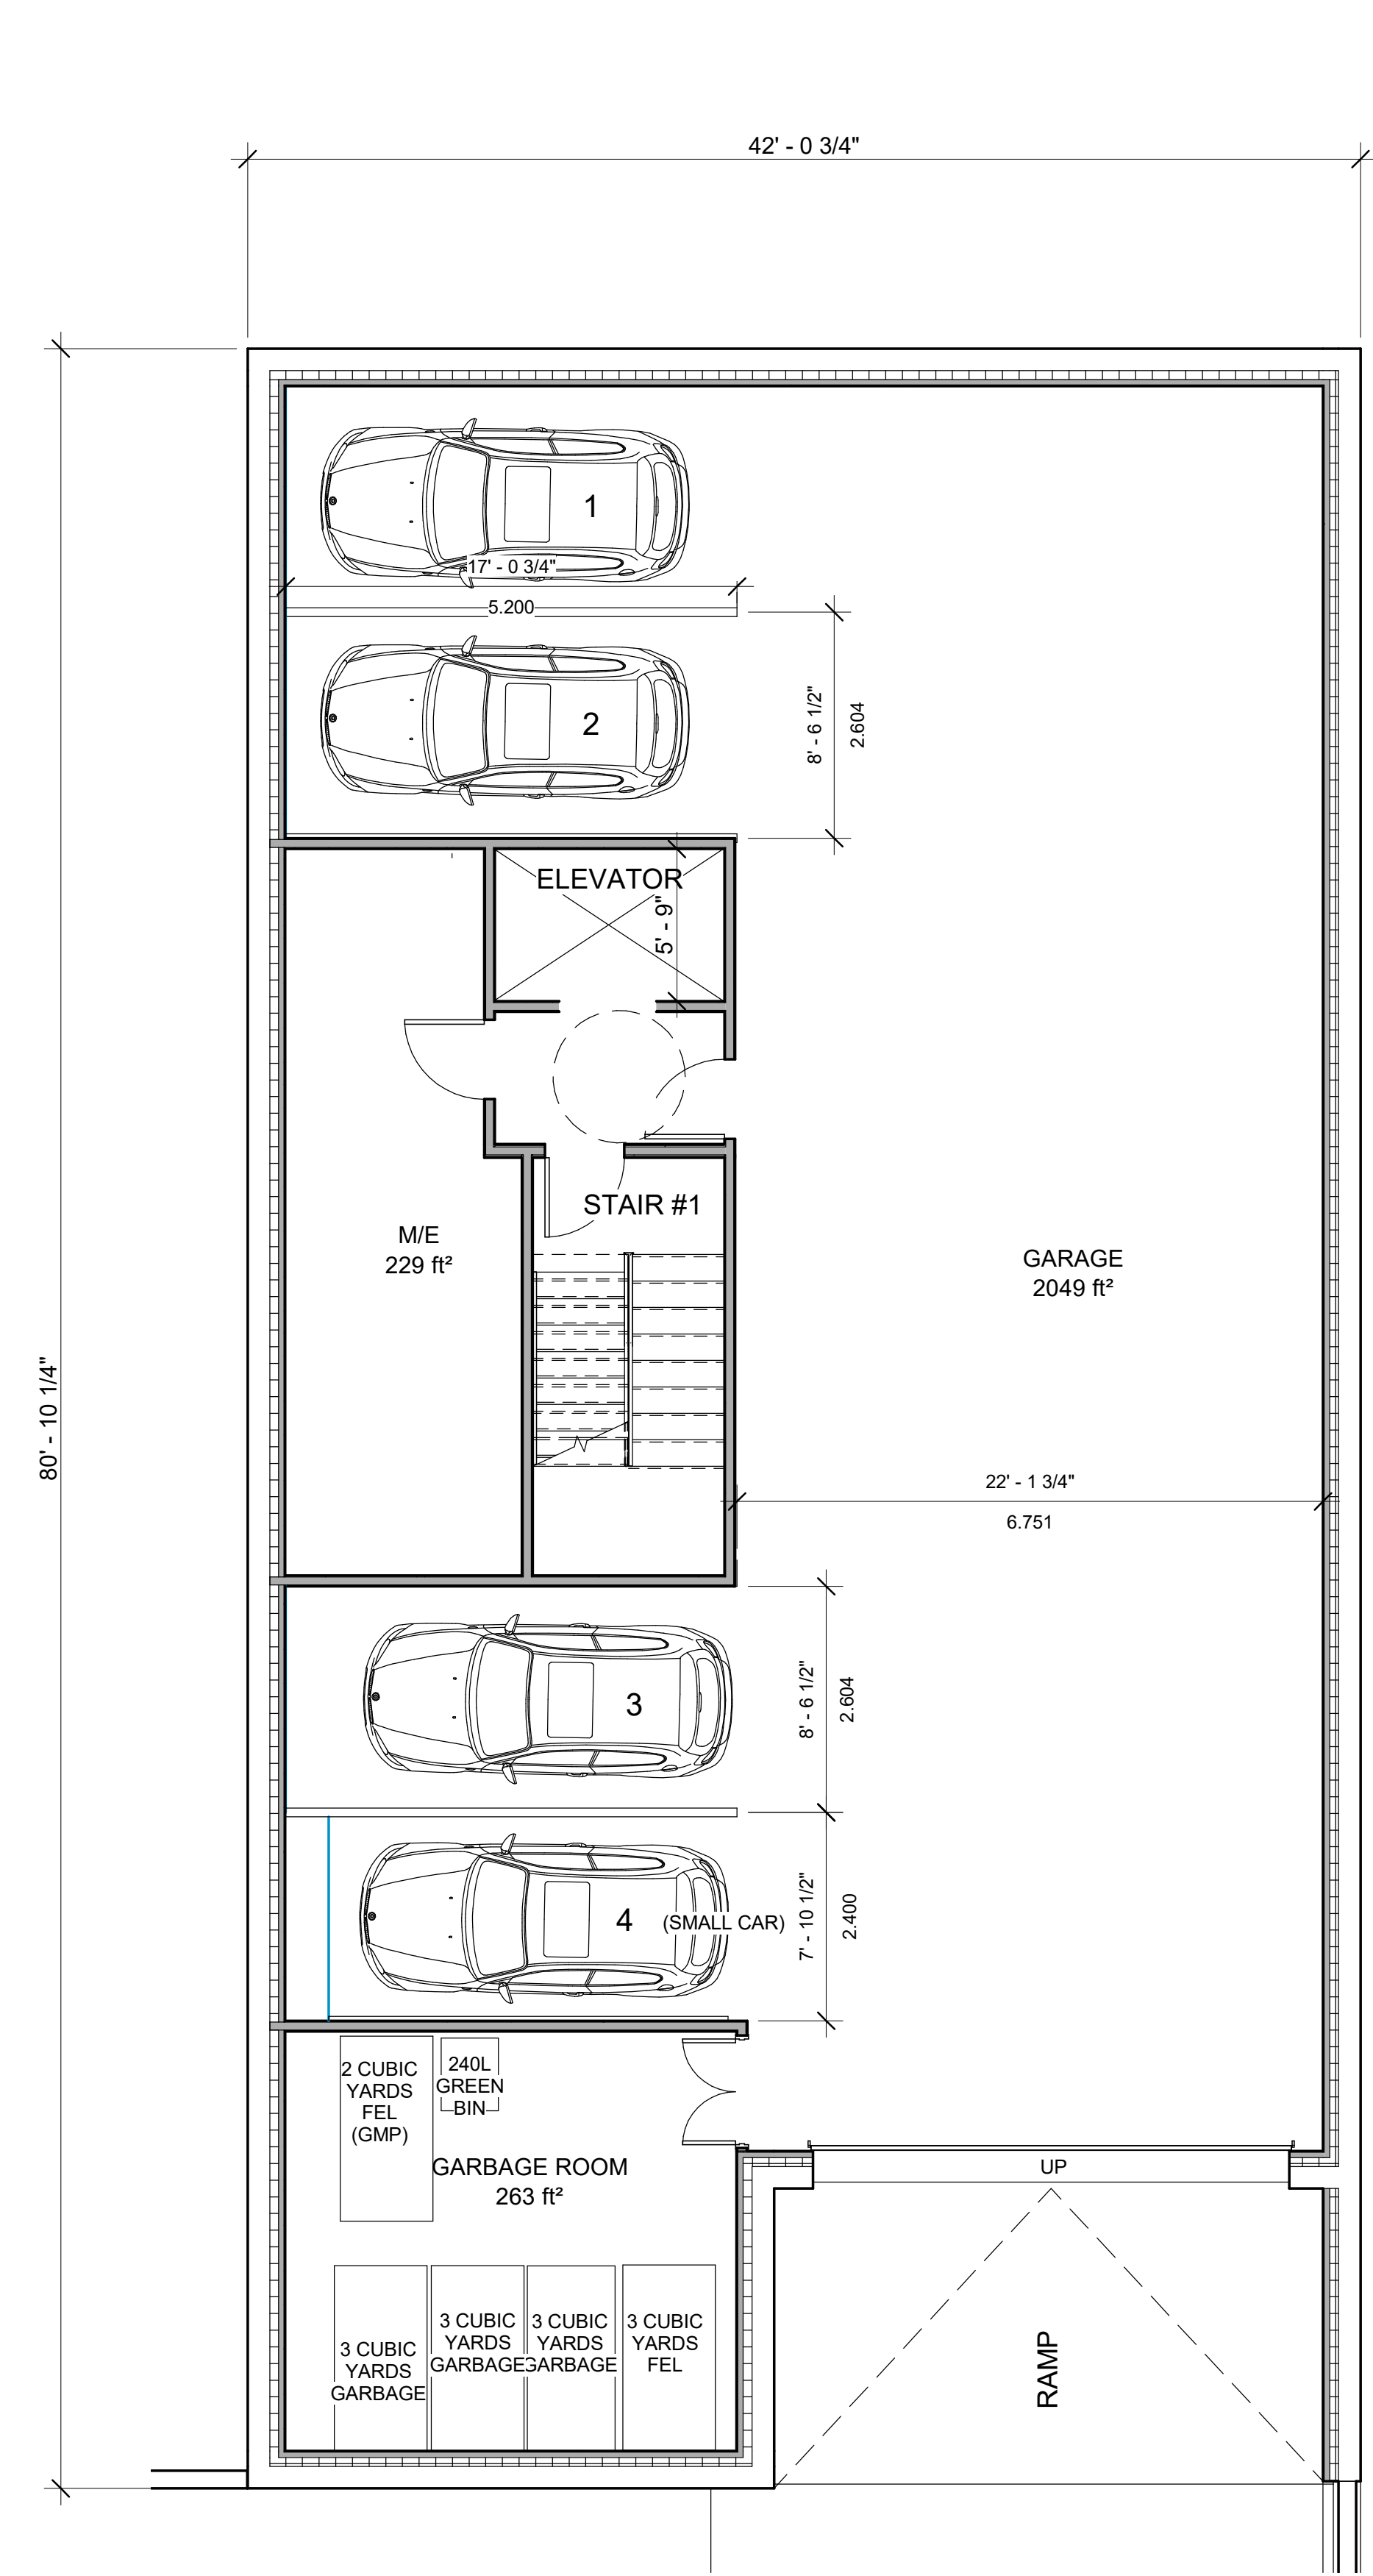 42' - 0 3/4"
1
17' - 0 3/4"
5.200
2
8' - 6 1/2"
2.604
ELEVATOR
5' - 9"
STAIR #1
M/E
229 ft²
GARAGE
2049 ft²
80' - 10 1/4"
22' - 1 3/4"
6.751
3
8' - 6 1/2"
2.604
4
(SMALL CAR)
7' - 10 1/2"
2.400
2 CUBIC
YARDS
FEL
(GMP)
240L
GREEN
BIN
GARBAGE ROOM
263 ft²
UP
3 CUBIC
YARDS
GARBAGE
3 CUBIC
YARDS
GARBAGE
3 CUBIC
YARDS
GARBAGE
3 CUBIC
YARDS
FEL
RAMP